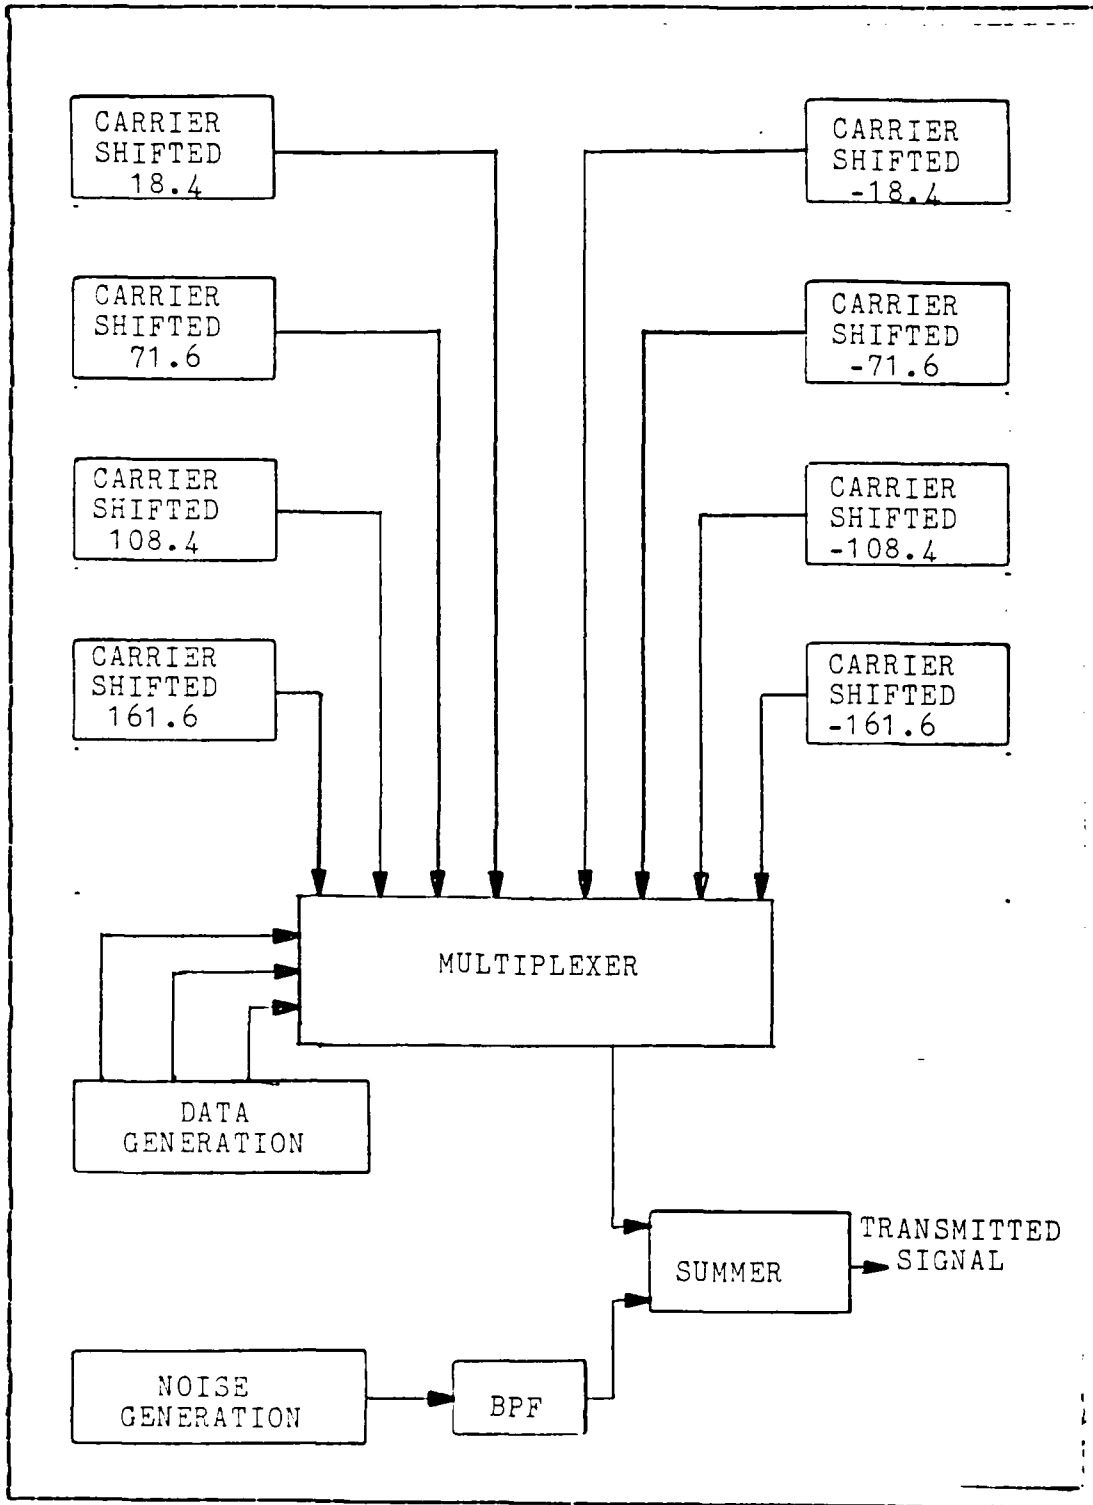 CARRIER
SHIFTED
18.4
CARRIER
SHIFTED
-18.4
CARRIER
SHIFTED
71.6
CARRIER
SHIFTED
-71.6
CARRIER
SHIFTED
108.4
CARRIER
SHIFTED
-108.4
CARRIER
SHIFTED
161.6
CARRIER
SHIFTED
-161.6
MULTIPLEXER
DATA
GENERATION
SUMMER
TRANSMITTED
SIGNAL
NOISE
GENERATION
BPF